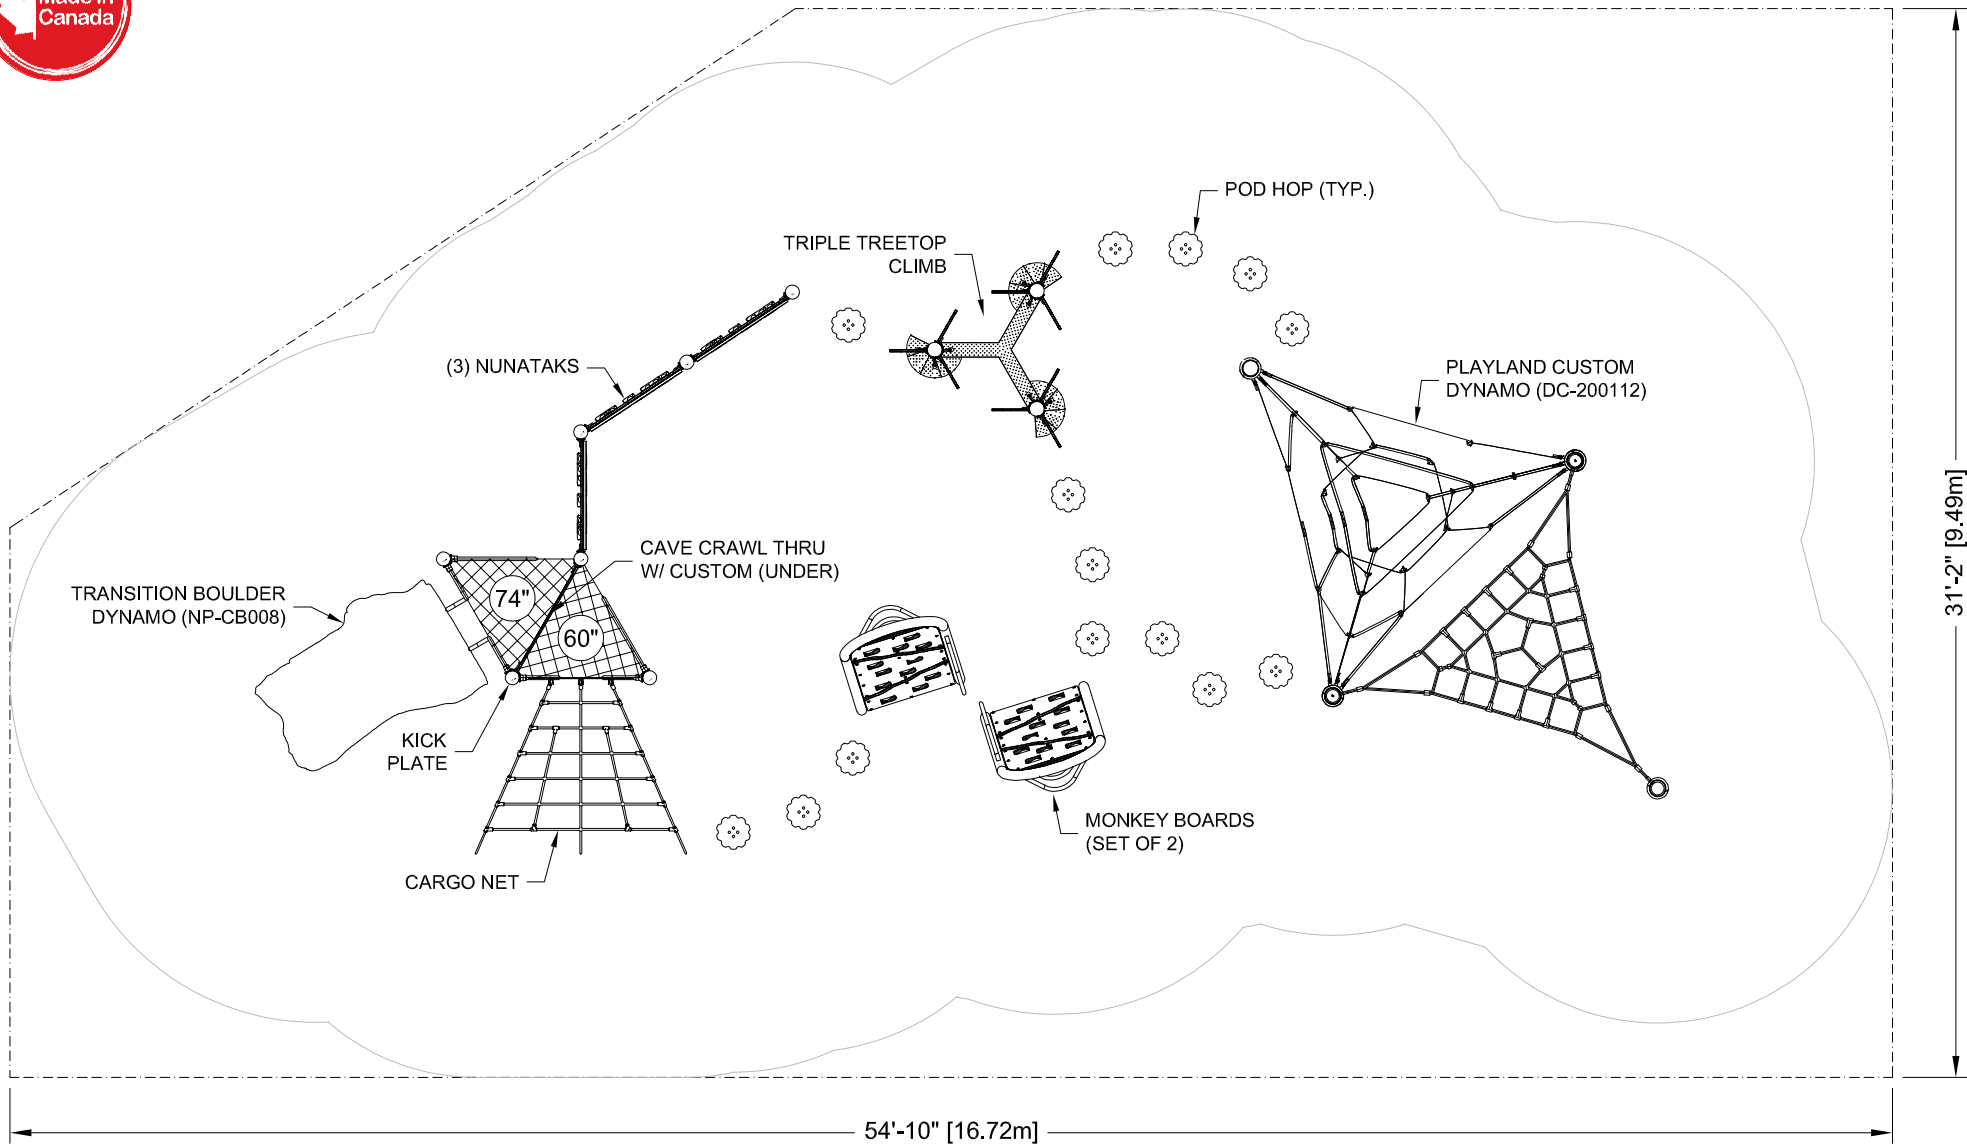 Made in
Canada
POD HOP (TYP.)
TRIPLE TREETOP
CLIMB
(3) NUNATAKS
PLAYLAND CUSTOM
DYNAMO (DC-200112)
CAVE CRAWL THRU
W/ CUSTOM (UNDER)
TRANSITION BOULDER
DYNAMO (NP-CB008)
74"
60"
KICK
PLATE
MONKEY BOARDS
(SET OF 2)
CARGO NET
31'-2" [9.49m]
54'-10" [16.72m]